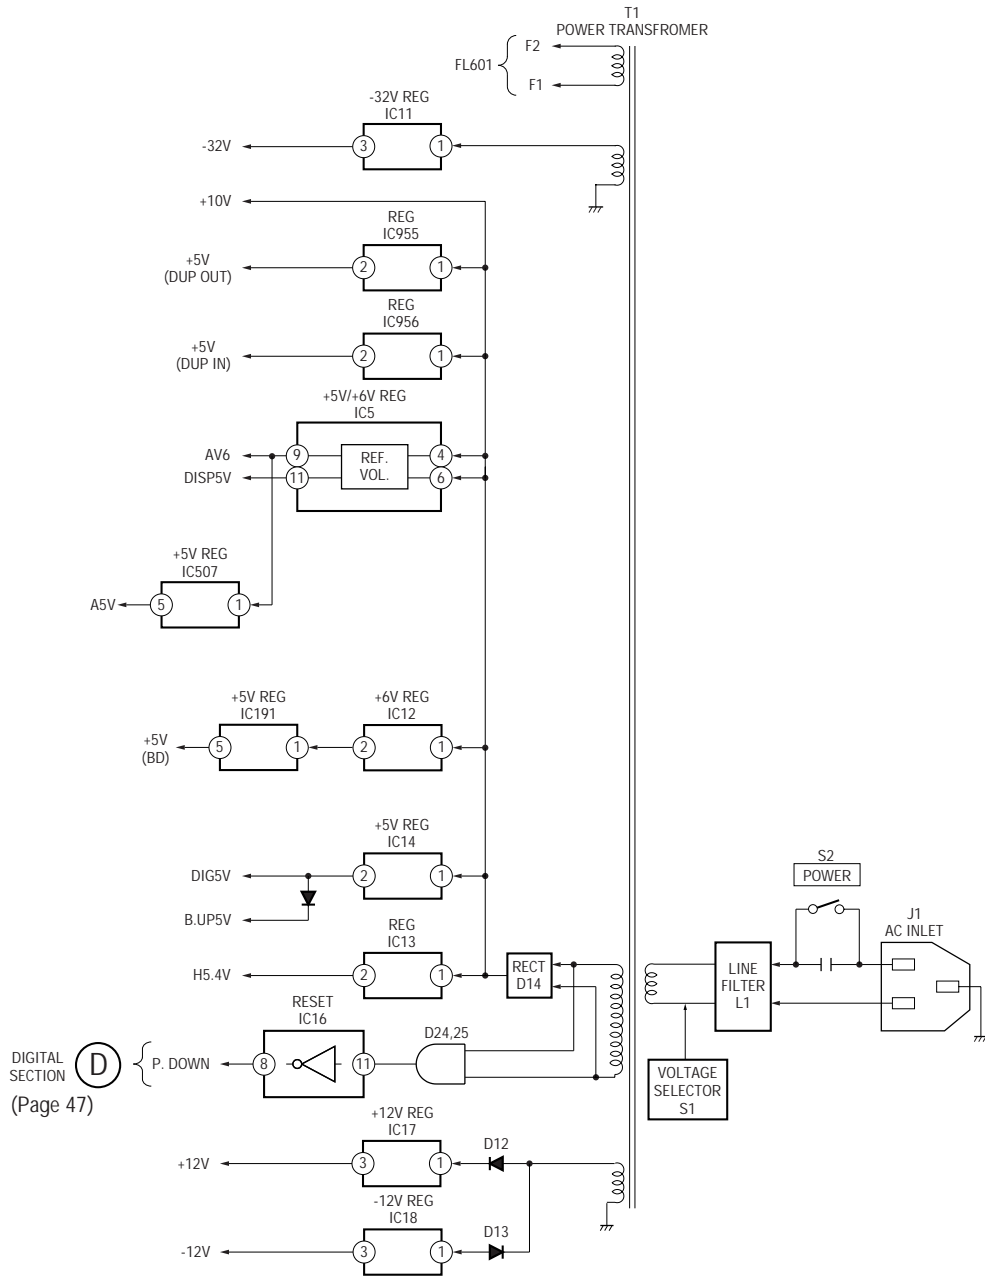 T1
POWER TRANSFROMER
F2
FL601
F1
-32V REG
IC11
-32V
3
1
+10V
REG
IC955
+5V
(DUP OUT)
2
1
REG
IC956
+5V
(DUP IN)
2
1
+5V/+6V REG
IC5
AV6
9
REF.
VOL.
4
DISP5V
11
6
+5V REG
IC507
A5V
5
1
+5V REG
IC191
+6V REG
IC12
+5V
(BD)
5
1
2
1
+5V REG
IC14
DIG5V
2
1
B.UP5V
REG
IC13
H5.4V
2
1
RECT
D14
S2
POWER
J1
AC INLET
LINE
FILTER
L1
VOLTAGE
SELECTOR
S1
RESET
IC16
D24,25
DIGITAL
SECTION
D
P. DOWN
8
11
(Page 47)
+12V REG
IC17
D12
+12V
3
1
-12V REG
IC18
D13
-12V
3
1